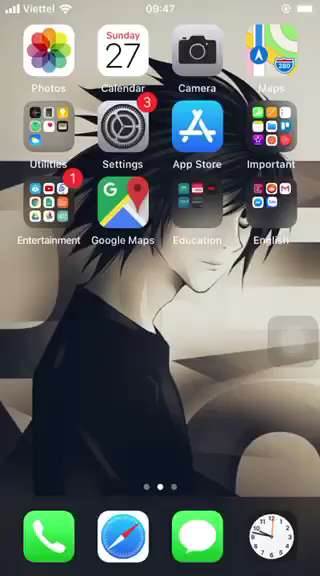 Viettel 09:47
Sunday
27
280
Photos Calendar Camera Maps
3
Utilities Settings App Store Important
1
G
Entertainment Google Maps Education English